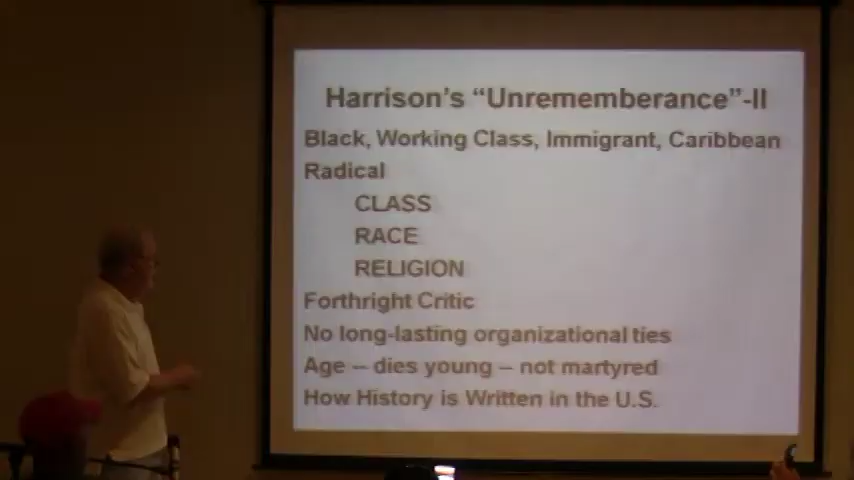 Harrison's “Unrememberance”-II
Black, Working Class, Immigrant, Caribbean
Radical
CLASS
RACE
RELIGION
Forthright Critic
No long-lasting organizational ties
Age – dies young – not martyred
How History is Written in the U.S.